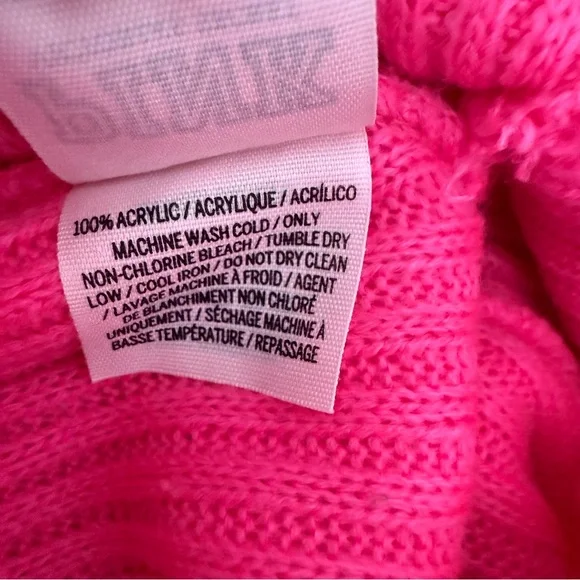 PINK
100% ACRYLIC / ACRYLIQUE / ACRÍLICO
MACHINE WASH COLD / ONLY
NON-CHLORINE BLEACH / TUMBLE DRY
LOW / COOL IRON / DO NOT DRY CLEAN
/ LAVAGE MACHINE À FROID / AGENT
DE BLANCHIMENT NON CHLORÉ
UNIQUEMENT / SÉCHAGE MACHINE À
BASSE TEMPÉRATURE / REPASSAGE